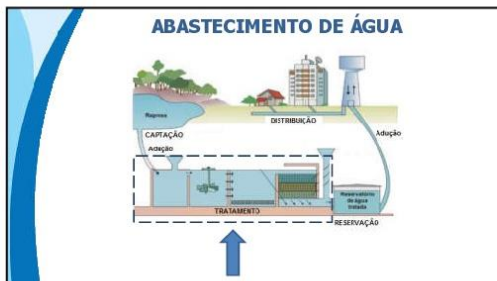 ABASTECIMENTO DE ÁGUA
Represa
CAPTAÇÃO
DISTRIBUIÇÃO
Adução
Adução
TRATAMENTO
Reservatório
de água
tratada
RESERVAÇÃO